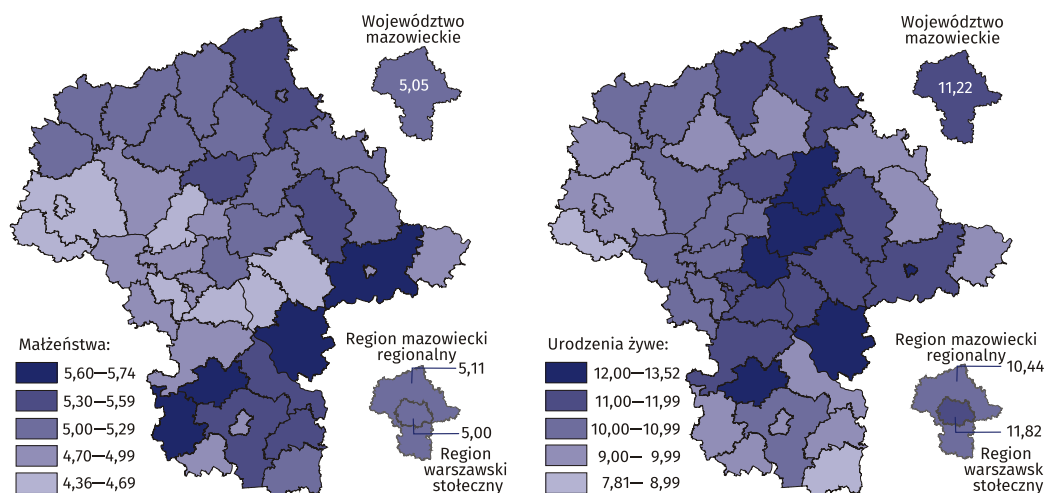 Województwo
mazowieckie
5,05
Małżeństwa:
5,60—5,74
5,30—5,59
5,00—5,29
4,70—4,99
4,36—4,69
Region mazowiecki
regionalny
5,11
5,00
Region
warszawski
stołeczny
Województwo
mazowieckie
11,22
Urodzenia żywe:
12,00—13,52
11,00—11,99
10,00—10,99
9,00— 9,99
7,81— 8,99
Region mazowiecki
regionalny
10,44
11,82
Region
warszawsk
stołeczny